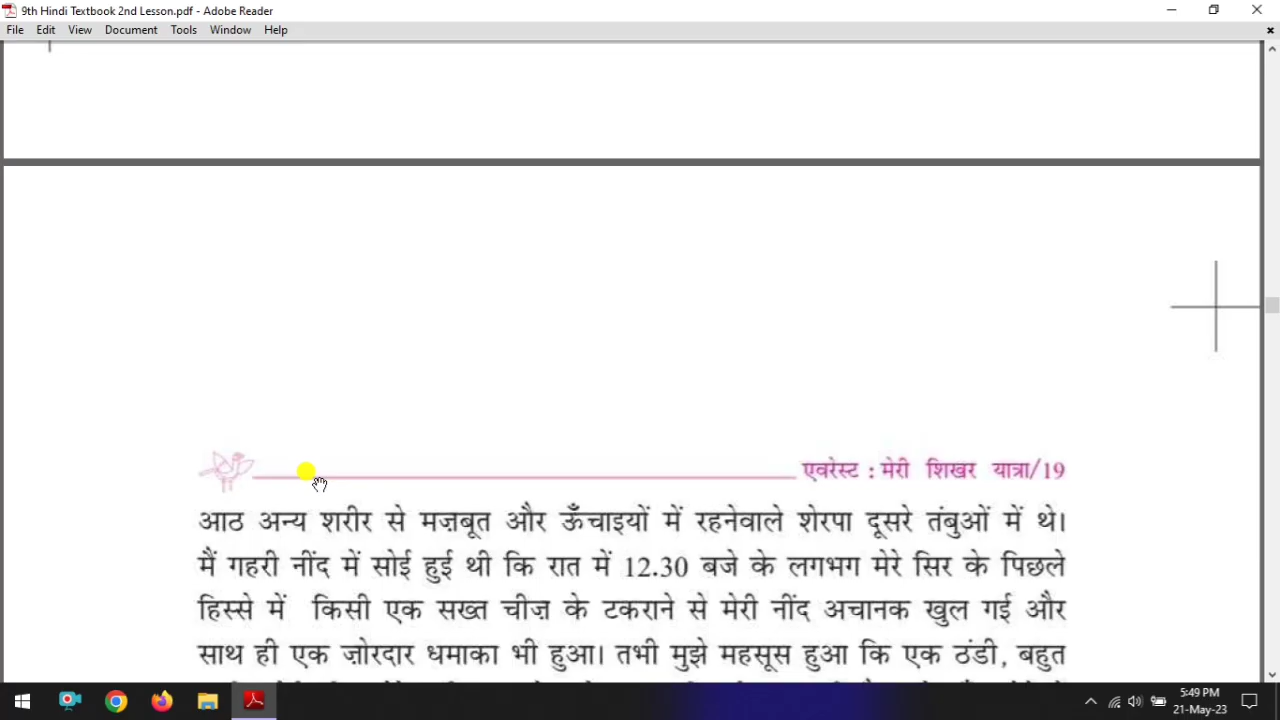 9th Hindi Textbook 2nd Lesson.pdf - Adobe Reader
File Edit View Document Tools Window Help
एवरेस्ट : मेरी शिखर यात्रा/19
आठ अन्य शरीर से मज़बूत और ऊँचाइयों में रहनेवाले शेरपा दूसरे तंबुओं में थे।
मैं गहरी नींद में सोई हुई थी कि रात में 12.30 बजे के लगभग मेरे सिर के पिछले
हिस्से में किसी एक सख्त चीज़ के टकराने से मेरी नींद अचानक खुल गई और
साथ ही एक ज़ोरदार धमाका भी हुआ। तभी मुझे महसूस हुआ कि एक ठंडी, बहुत
5:49 PM
21-May-23